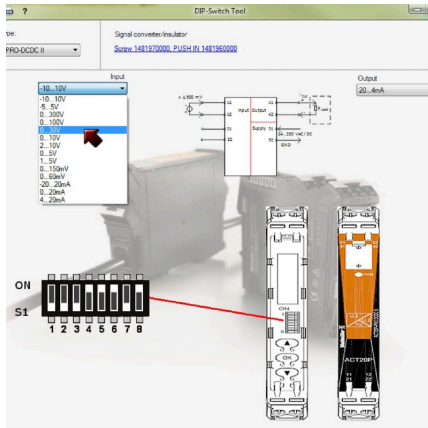 ?
DIP-Switch Tool
Signal converter/insulator
PRO-DCDC II
Screw 1481970000, PUSH IN 1481960000
Input
Output
-10...10V
20...4mA
-10...10V
-5...5V
0...300V
0...100V
0...30V
0...10V
2...10V
0...5V
1...5V
0...150mV
0...60mV
-20...20mA
0...20mA
4...20mA
Input Output
Supply
GND
ON
S1
1 2 3 4 5 6 7 8
ON
OK
ACT20P